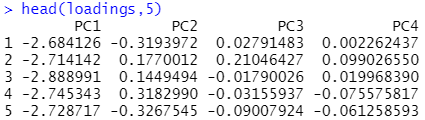 > head(loadings,5)
PC1 PC2 PC3 PC4
1 -2.684126 -0.3193972 0.02791483 0.002262437
2 -2.714142 0.1770012 0.21046427 0.099026550
3 -2.888991 0.1449494 -0.01790026 0.019968390
4 -2.745343 0.3182990 -0.03155937 -0.075575817
5 -2.728717 -0.3267545 -0.09007924 -0.061258593